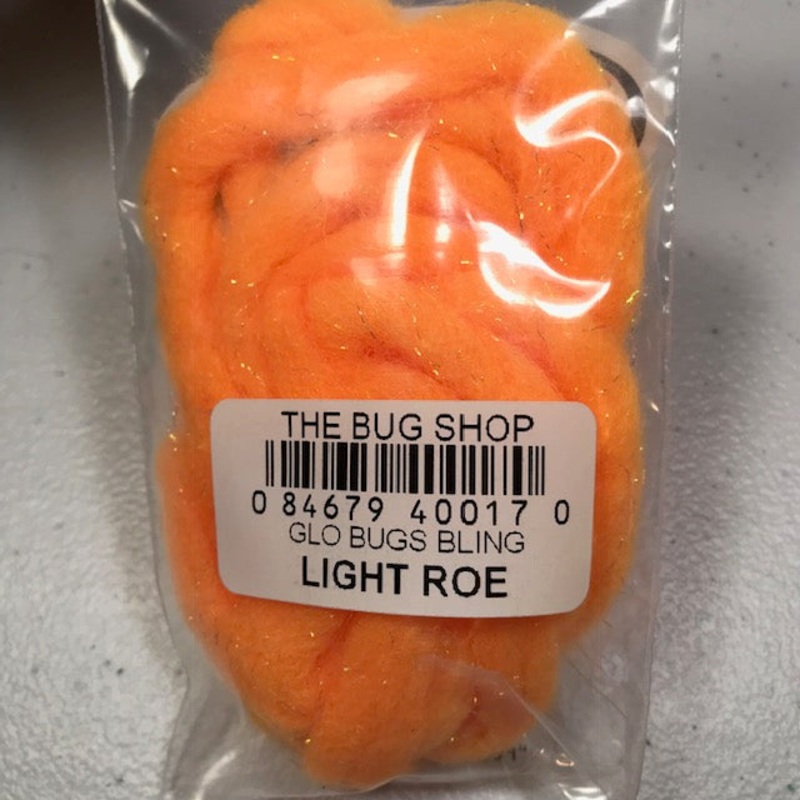 THE BUG SHOP
0 84679 40017 0
GLO BUGS BLING
LIGHT ROE